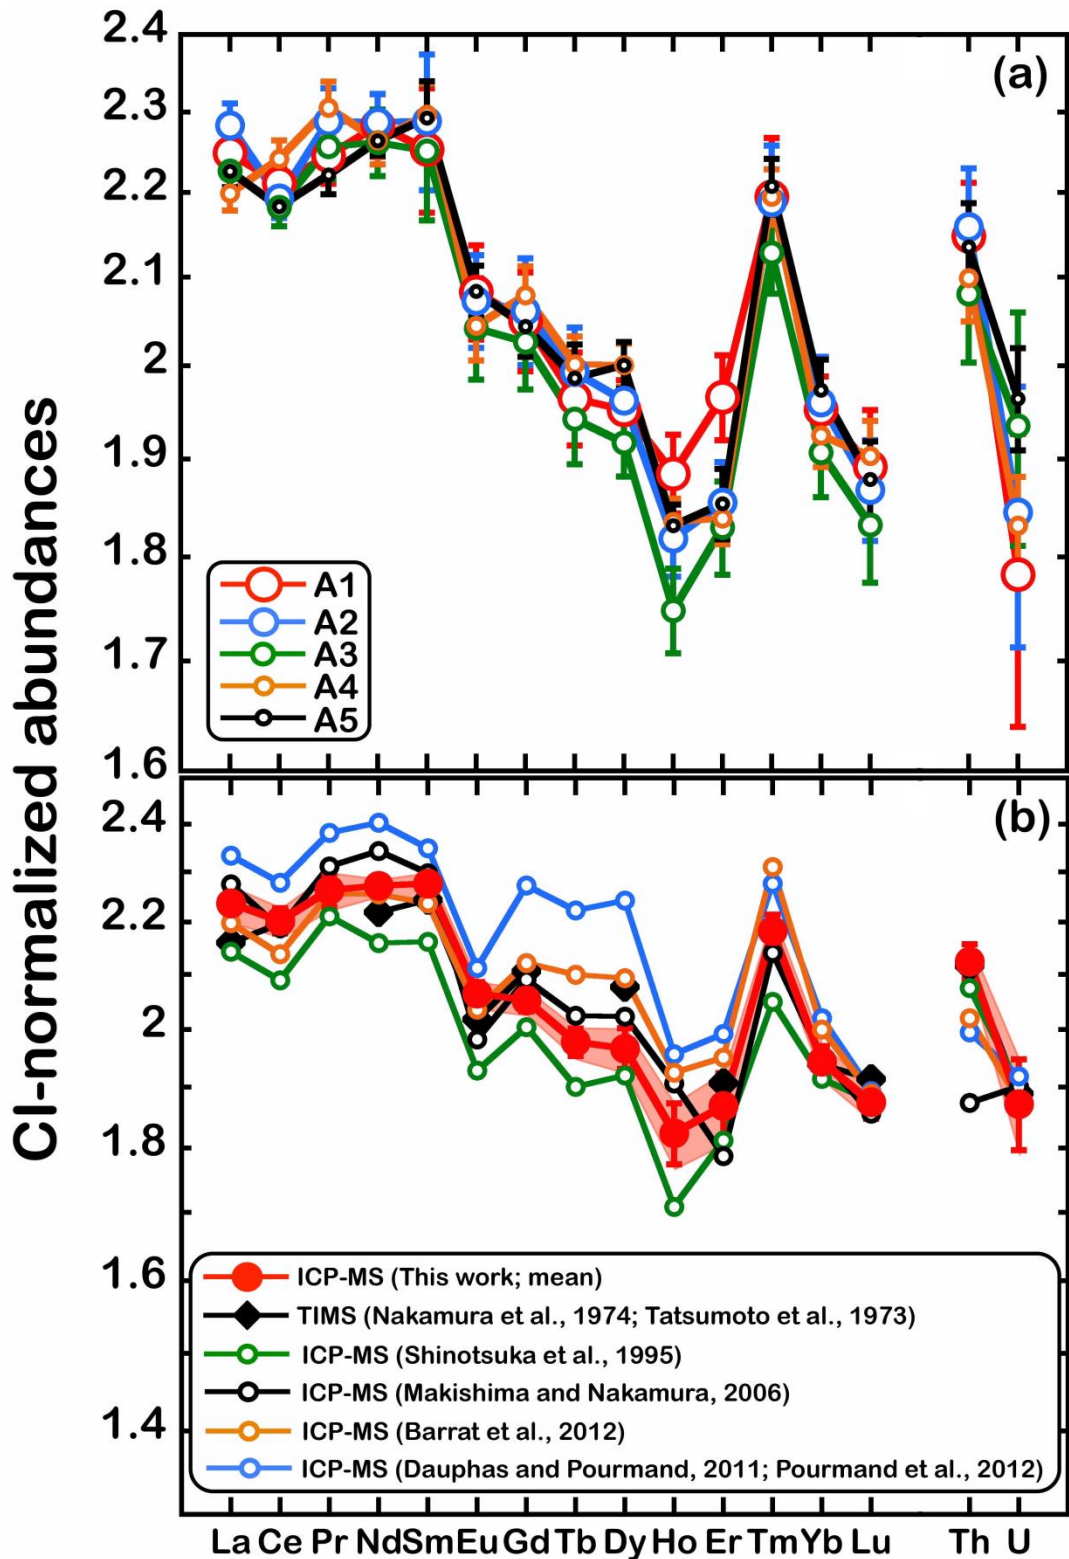 CI-normalized abundances
2.4
2.3
2.2
2.1
2
1.9
1.8
1.7
1.6
(a)
A1
A2
A3
A4
A5
2.4
2.2
2
1.8
1.6
1.4
(b)
ICP-MS (This work; mean)
TIMS (Nakamura et al., 1974; Tatsumoto et al., 1973)
ICP-MS (Shinotsuka et al., 1995)
ICP-MS (Makishima and Nakamura, 2006)
ICP-MS (Barrat et al., 2012)
ICP-MS (Dauphas and Pourmand, 2011; Pourmand et al., 2012)
La Ce Pr Nd Sm Eu Gd Tb Dy Ho Er Tm Yb Lu Th U